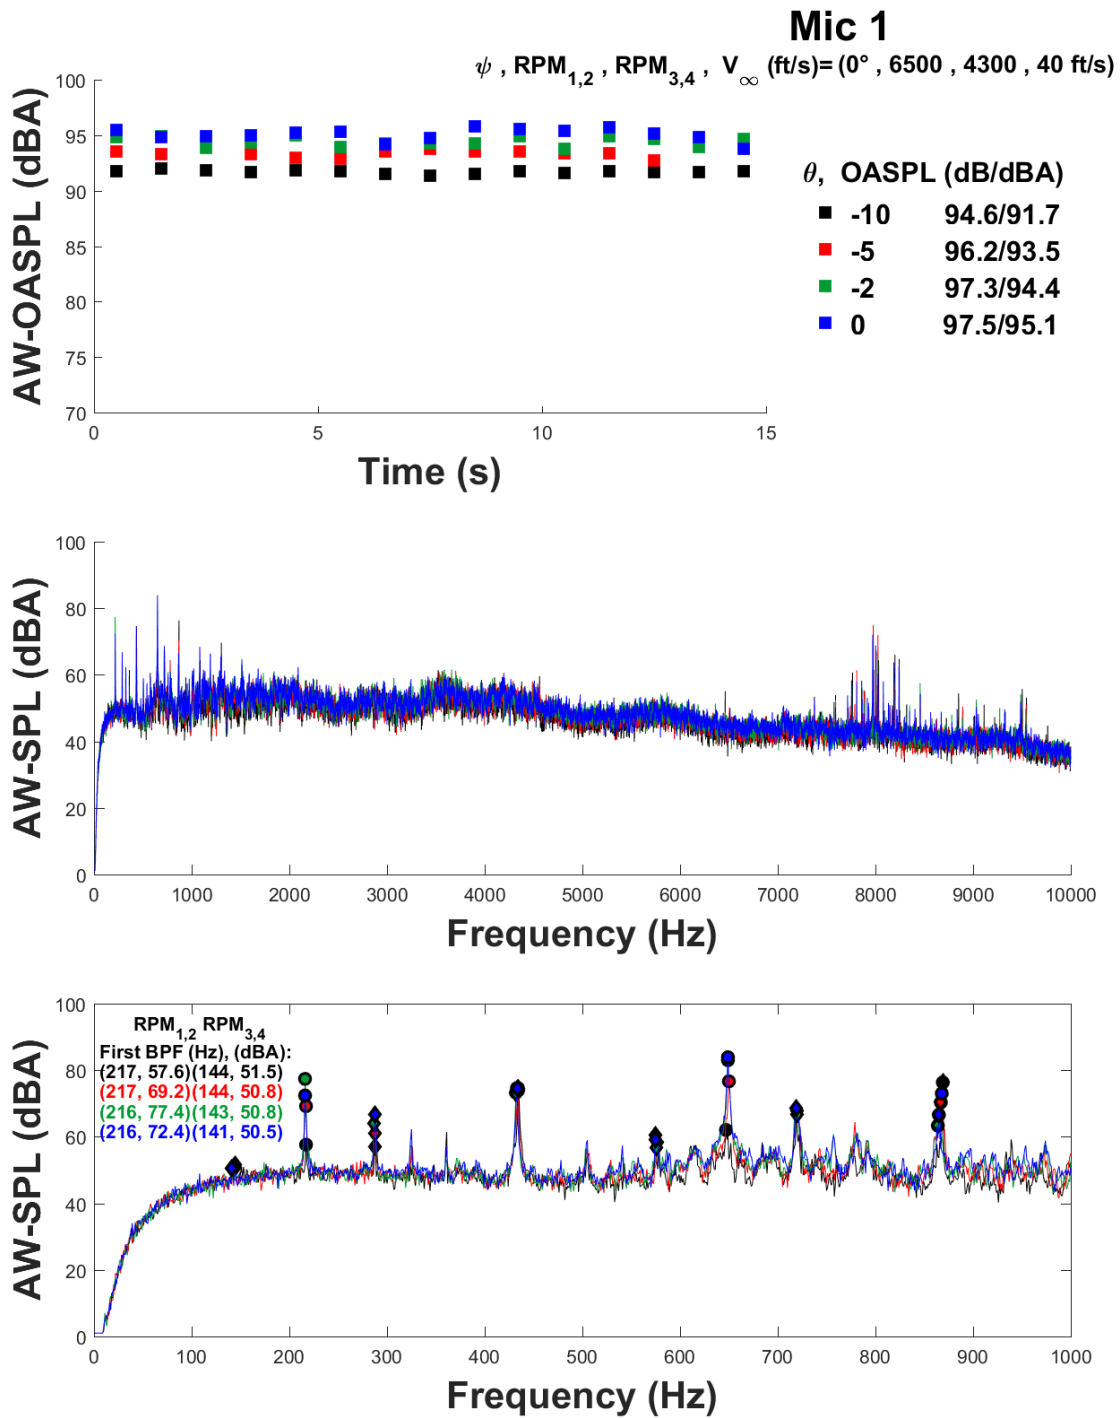 Mic 1
ψ , RPM1,2 , RPM3,4 , V∞ (ft/s)= (0° , 6500 , 4300 , 40 ft/s)
100
95
90
85
80
75
70
AW-OASPL (dBA)
0 5 10 15
Time (s)
θ, OASPL (dB/dBA)
-10 94.6/91.7
-5 96.2/93.5
-2 97.3/94.4
0 97.5/95.1
100
80
60
40
20
0
AW-SPL (dBA)
0 1000 2000 3000 4000 5000 6000 7000 8000 9000 10000
Frequency (Hz)
100
80
60
40
20
0
AW-SPL (dBA)
RPM1,2 RPM3,4
First BPF (Hz), (dBA):
(217, 57.6)(144, 51.5)
(217, 69.2)(144, 50.8)
(216, 77.4)(143, 50.8)
(216, 72.4)(141, 50.5)
0 100 200 300 400 500 600 700 800 900 1000
Frequency (Hz)